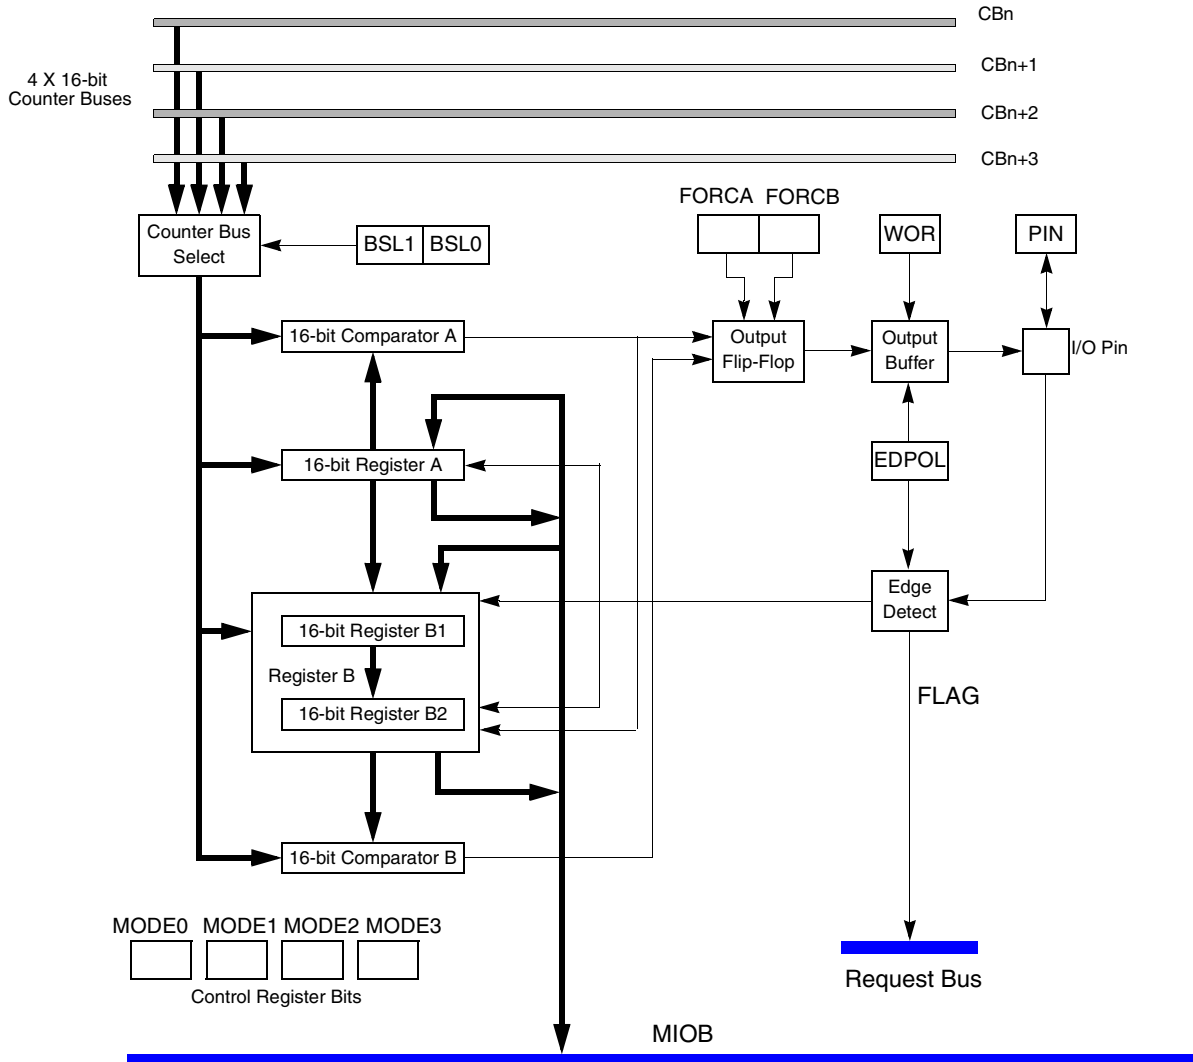 CBn
4 X 16-bit
Counter Buses
CBn+1
CBn+2
CBn+3
FORCA FORCB
Counter Bus
Select
BSL1 BSL0
WOR
PIN
16-bit Comparator A
Output
Flip-Flop
Output
Buffer
I/O Pin
16-bit Register A
EDPOL
Edge
Detect
16-bit Register B1
Register B
16-bit Register B2
FLAG
16-bit Comparator B
MODE0 MODE1 MODE2 MODE3
Control Register Bits
Request Bus
MIOB